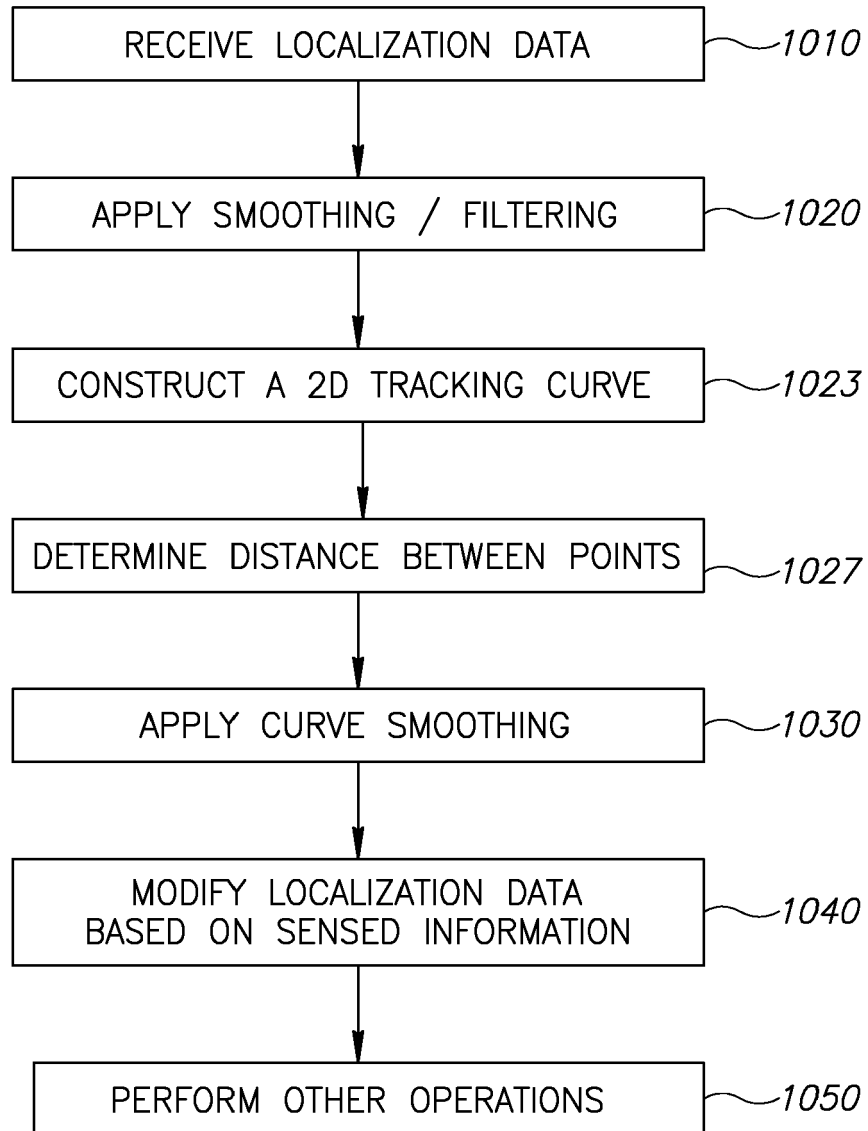 RECEIVE LOCALIZATION DATA 1010
APPLY SMOOTHING / FILTERING 1020
CONSTRUCT A 2D TRACKING CURVE 1023
DETERMINE DISTANCE BETWEEN POINTS 1027
APPLY CURVE SMOOTHING 1030
MODIFY LOCALIZATION DATA
BASED ON SENSED INFORMATION 1040
PERFORM OTHER OPERATIONS 1050